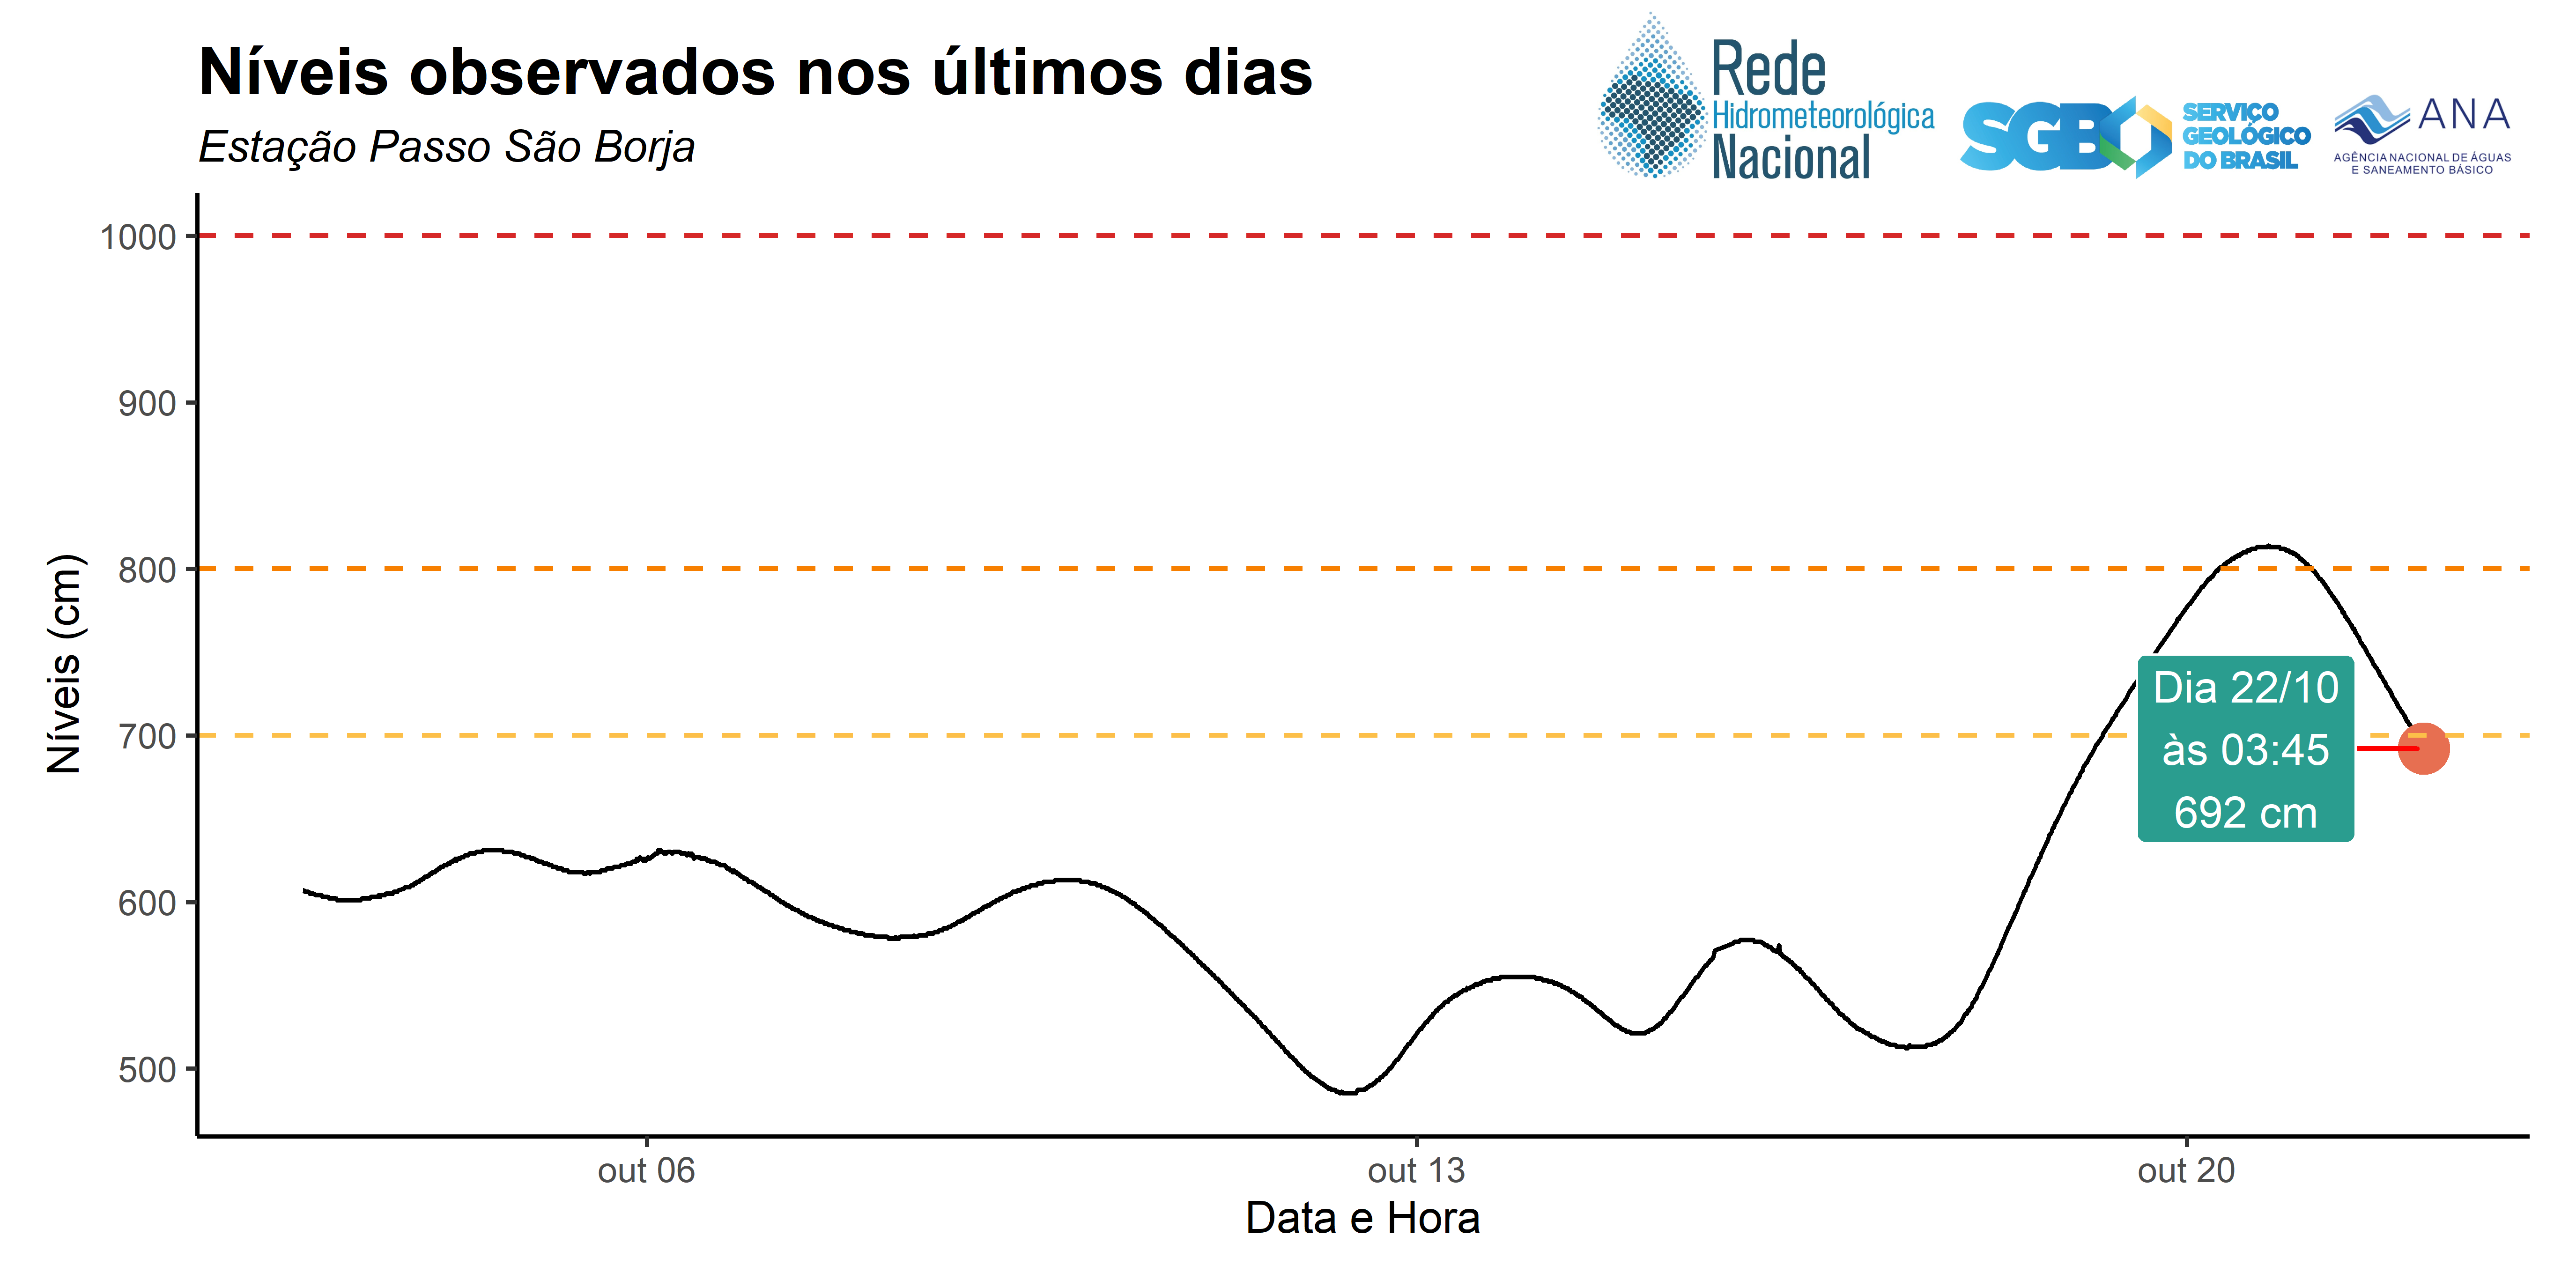 Níveis observados nos últimos dias
Estação Passo São Borja
Rede
Hidrometeorológica
Nacional
SGB
SERVIÇO
GEOLÓGICO
DO BRASIL
ANA
AGÊNCIA NACIONAL DE ÁGUAS
E SANEAMENTO BÁSICO
Níveis (cm)
1000
900
800
700
600
500
Dia 22/10
às 03:45
692 cm
out 06
out 13
out 20
Data e Hora